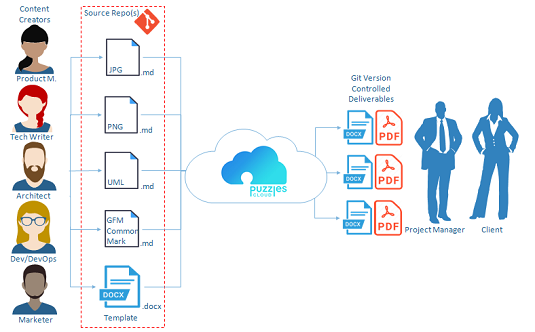 Content
Creators
Source Repo(s)
Product M.
JPG
.md
Tech Writer
PNG
.md
Architect
UML
.md
Dev/DevOps
GFM
Common
Mark
.md
Marketer
DOCX
.docx
Template
puzzles
CLOUD
Git Version
Controlled
Deliverables
DOCX
PDF
DOCX
PDF
DOCX
PDF
Project Manager
Client